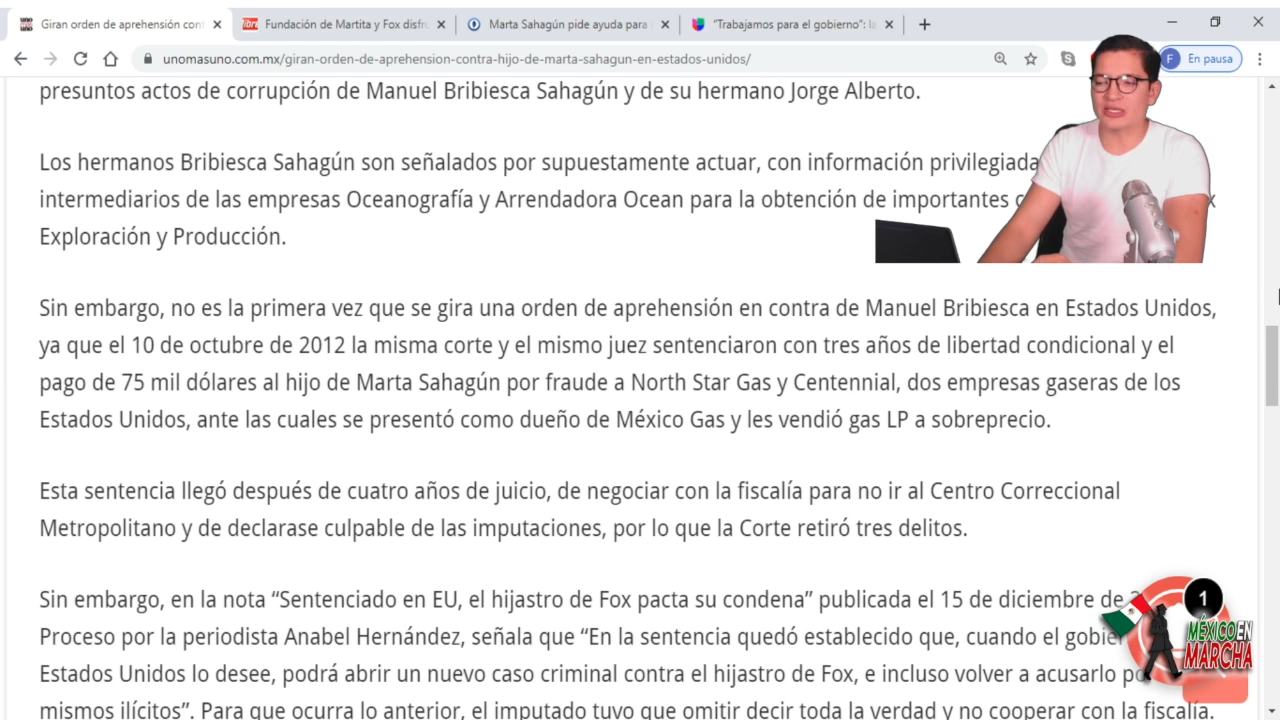 Giran orden de aprehensión cont
Fundación de Martita y Fox disfru
Marta Sahagún pide ayuda para
"Trabajamos para el gobierno": la
unomasuno.com.mx/giran-orden-de-aprehension-contra-hijo-de-marta-sahagun-en-estados-unidos/
F En pausa
presuntos actos de corrupción de Manuel Bribiesca Sahagún y de su hermano Jorge Alberto.
Los hermanos Bribiesca Sahagún son señalados por supuestamente actuar, con información privilegiada
intermediarios de las empresas Oceanografía y Arrendadora Ocean para la obtención de importantes
Exploración y Producción.
Sin embargo, no es la primera vez que se gira una orden de aprehensión en contra de Manuel Bribiesca en Estados Unidos,
ya que el 10 de octubre de 2012 la misma corte y el mismo juez sentenciaron con tres años de libertad condicional y el
pago de 75 mil dólares al hijo de Marta Sahagún por fraude a North Star Gas y Centennial, dos empresas gaseras de los
Estados Unidos, ante las cuales se presentó como dueño de México Gas y les vendió gas LP a sobreprecio.
Esta sentencia llegó después de cuatro años de juicio, de negociar con la fiscalía para no ir al Centro Correccional
Metropolitano y de declarase culpable de las imputaciones, por lo que la Corte retiró tres delitos.
Sin embargo, en la nota “Sentenciado en EU, el hijastro de Fox pacta su condena” publicada el 15 de diciembre de
Proceso por la periodista Anabel Hernández, señala que “En la sentencia quedó establecido que, cuando el gobier
Estados Unidos lo desee, podrá abrir un nuevo caso criminal contra el hijastro de Fox, e incluso volver a acusarlo po
mismos ilícitos”. Para que ocurra lo anterior, el imputado tuvo que omitir decir toda la verdad y no cooperar con la fiscalía.
1
MÉXICO EN
MARCHA